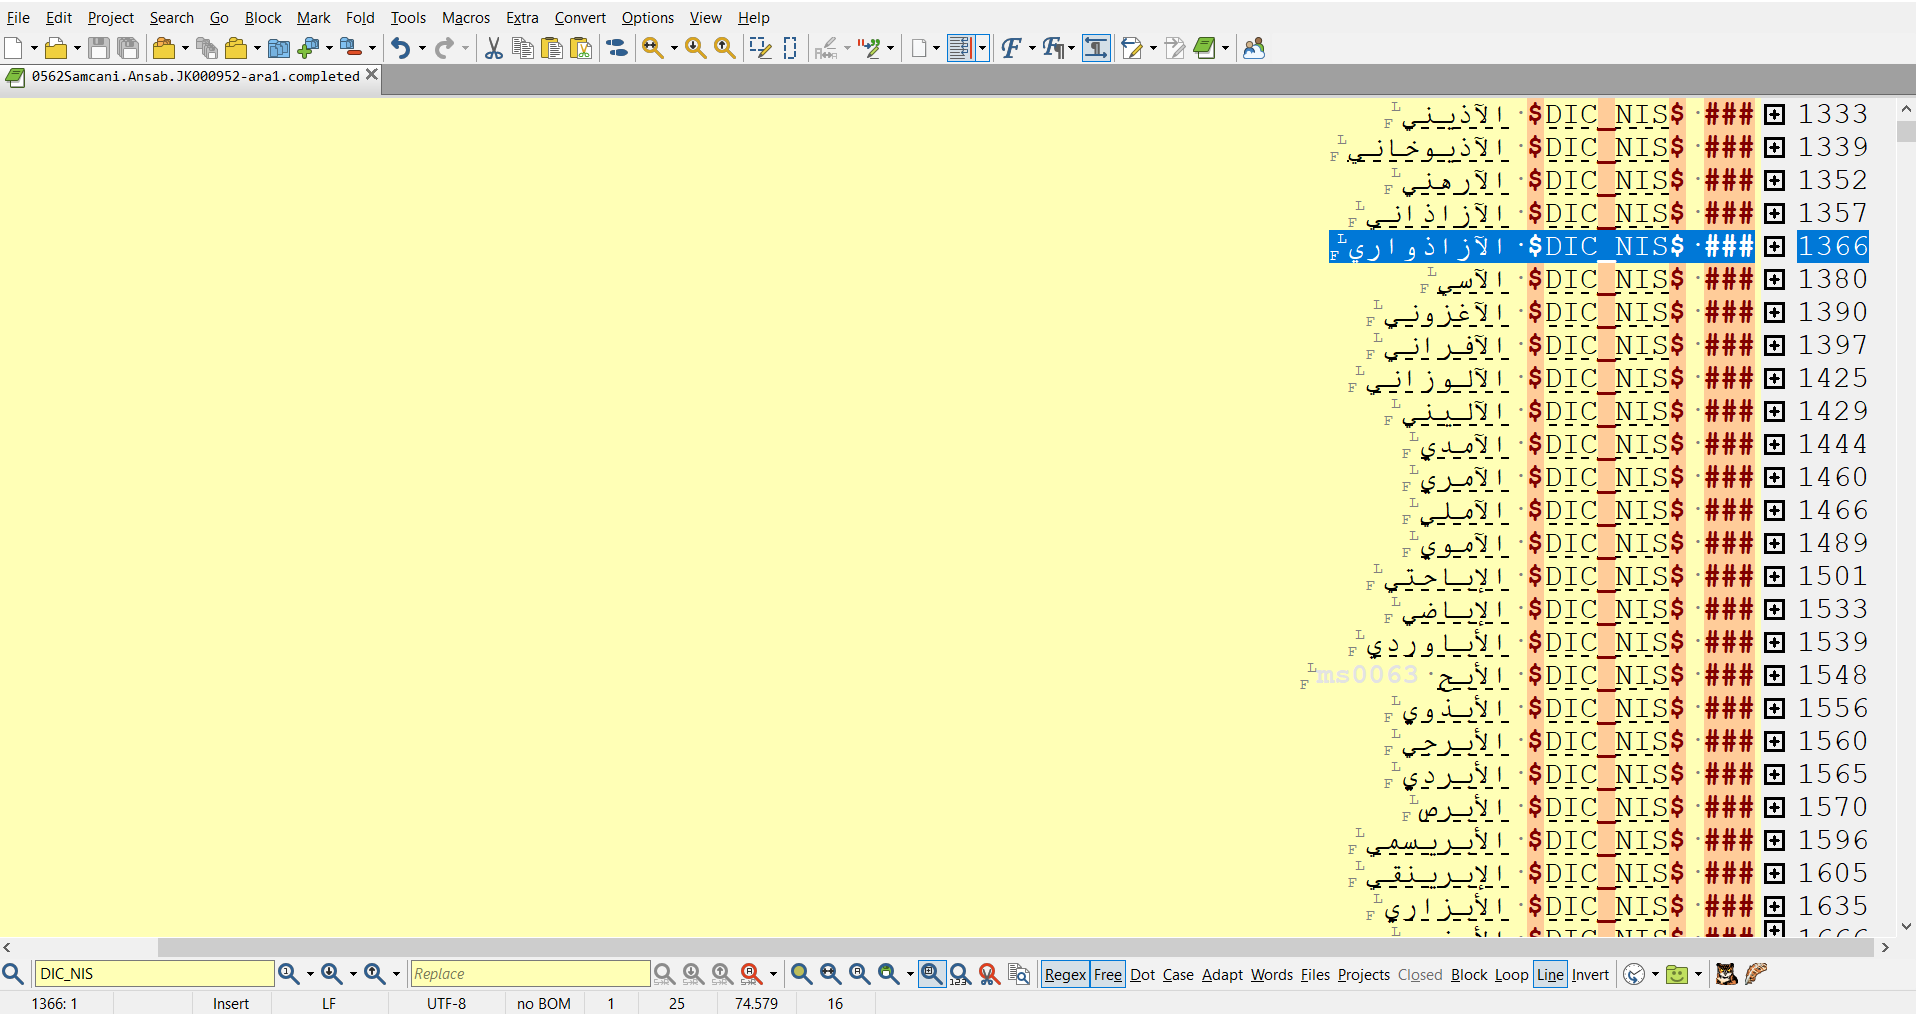 File Edit Project Search Go Block Mark Fold Tools Macros Extra Convert Options View Help
0562Samcani.Ansab.JK000952-ara1.completed
1333 ### $DIC_NIS$ الآذيني
1339 ### $DIC_NIS$ الآذيوخاني
1352 ### $DIC_NIS$ الآرهني
1357 ### $DIC_NIS$ الآزاذاني
1366 ### $DIC_NIS$ الآزاذواري
1380 ### $DIC_NIS$ الآسي
1390 ### $DIC_NIS$ الآغزوني
1397 ### $DIC_NIS$ الآفراني
1425 ### $DIC_NIS$ الآلوزاني
1429 ### $DIC_NIS$ الآليني
1444 ### $DIC_NIS$ الآمدي
1460 ### $DIC_NIS$ الآمري
1466 ### $DIC_NIS$ الآملي
1489 ### $DIC_NIS$ الآموي
1501 ### $DIC_NIS$ الإباحتي
1533 ### $DIC_NIS$ الإباضي
1539 ### $DIC_NIS$ الأباوردي
1548 ### $DIC_NIS$ الأبح ms0063
1556 ### $DIC_NIS$ الأبذوي
1560 ### $DIC_NIS$ الأبرجي
1565 ### $DIC_NIS$ الأبردي
1570 ### $DIC_NIS$ الأبرص
1596 ### $DIC_NIS$ الأبريسمي
1605 ### $DIC_NIS$ الإبرينقي
1635 ### $DIC_NIS$ الأبزاري
DIC_NIS Replace Regex Free Dot Case Adapt Words Files Projects Closed Block Loop Line Invert
1366: 1 Insert LF UTF-8 no BOM 1 25 74.579 16